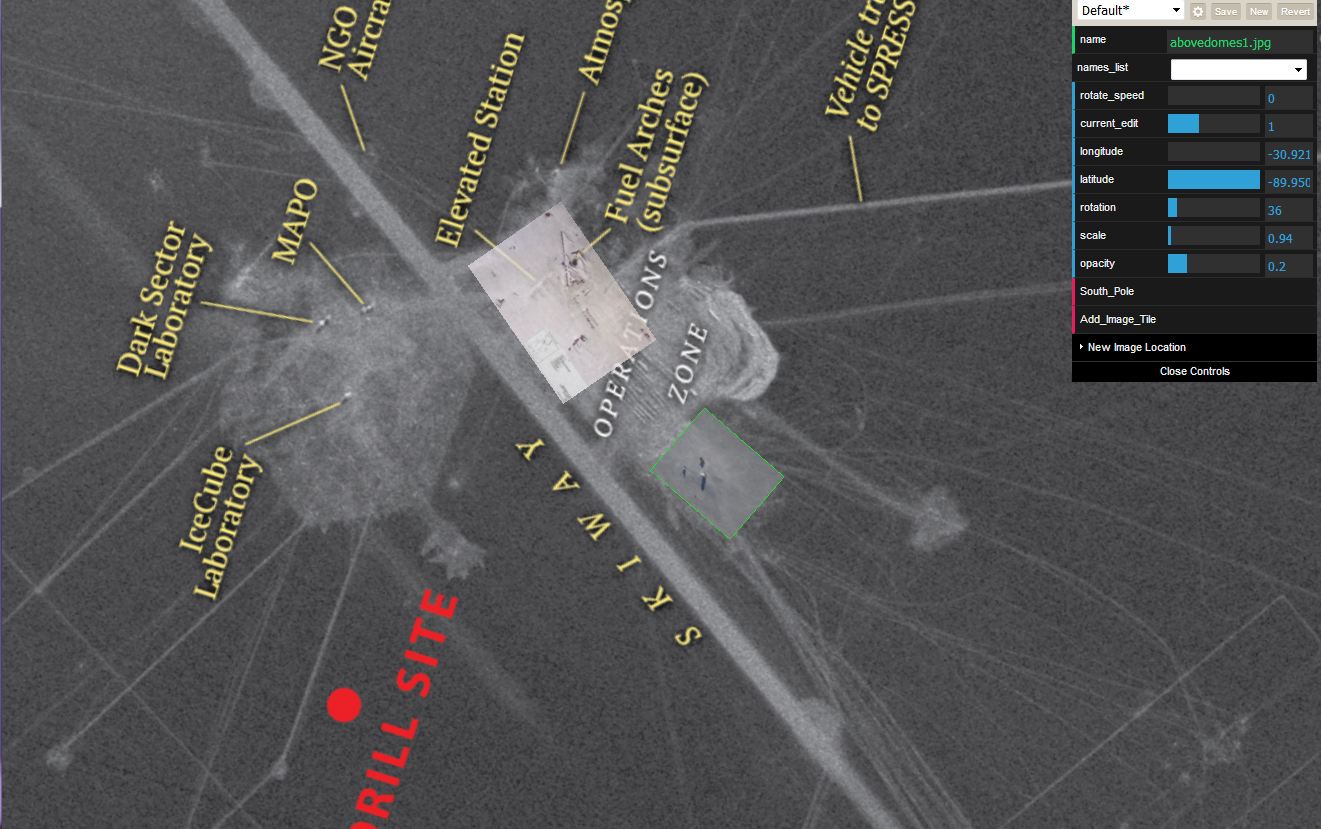 NGO
Aircra
Elevated Station
Atmos
Fuel Arches
(subsurface)
Vehicle tra
to SPRESS
MAPO
Dark Sector
Laboratory
IceCube
Laboratory
OPERATIONS
ZONE
SKIWAY
DRILL SITE
Default*
Save
New
Revert
name
abovedomes1.jpg
names_list
rotate_speed
0
current_edit
1
longitude
-30.921
latitude
-89.950
rotation
36
scale
0.94
opacity
0.2
South_Pole
Add_Image_Tile
New Image Location
Close Controls